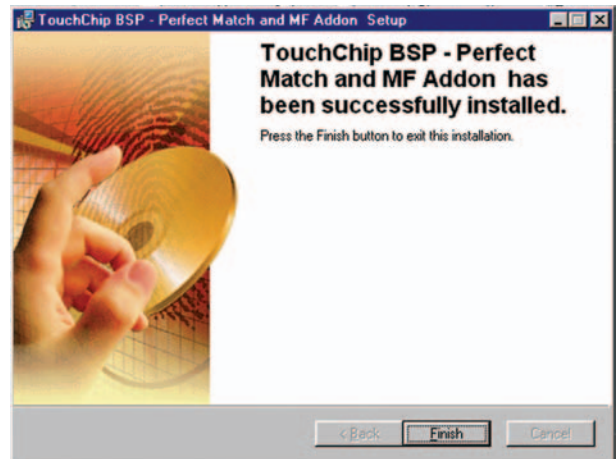 TouchChip BSP - Perfect Match and MF Addon Setup
TouchChip BSP - Perfect
Match and MF Addon has
been successfully installed.
Press the Finish button to exit this installation.
< Back
Finish
Cancel